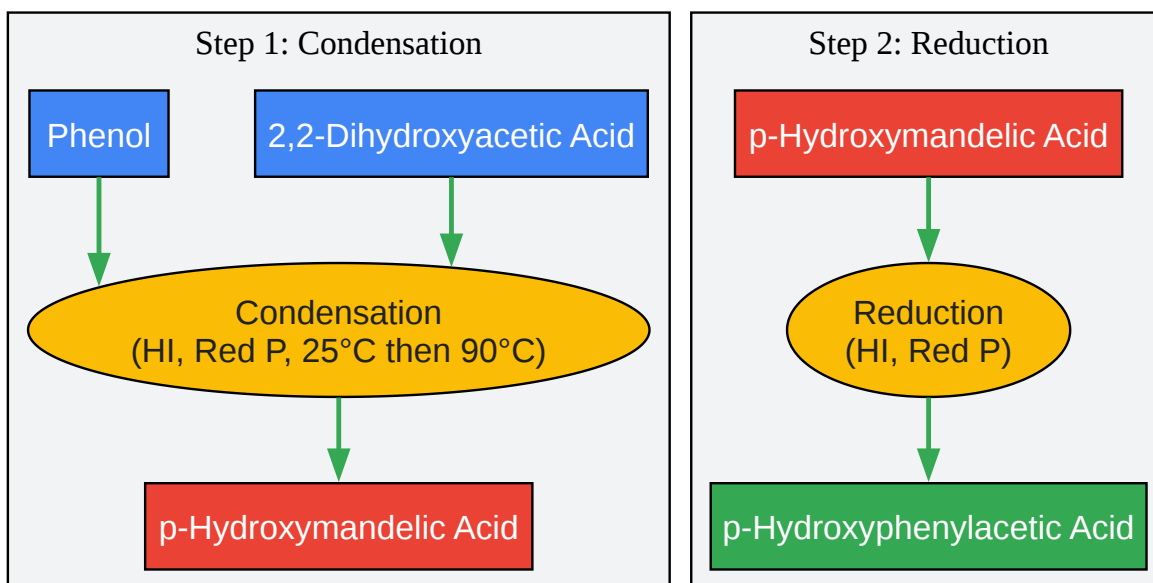 Step 1: Condensation
Phenol
2,2-Dihydroxyacetic Acid
Condensation
(HI, Red P, 25°C then 90°C)
p-Hydroxymandelic Acid
Step 2: Reduction
p-Hydroxymandelic Acid
Reduction
(HI, Red P)
p-Hydroxyphenylacetic Acid